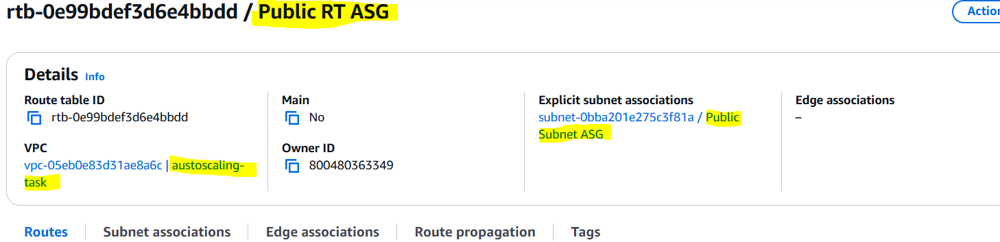 rtb-0e99bdef3d6e4bbdd / Public RT ASG
Action
Details Info
Route table ID
rtb-0e99bdef3d6e4bbdd
Main
No
Explicit subnet associations
subnet-0bba201e275c3f81a / Public
Subnet ASG
Edge associations
–
VPC
vpc-05eb0e83d31ae8a6c | austoscaling-
task
Owner ID
800480363349
Routes
Subnet associations
Edge associations
Route propagation
Tags